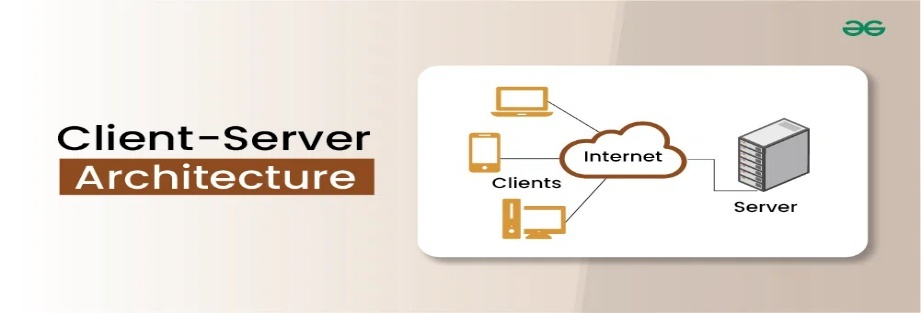 Client-Server
Architecture
Internet
Clients
Server